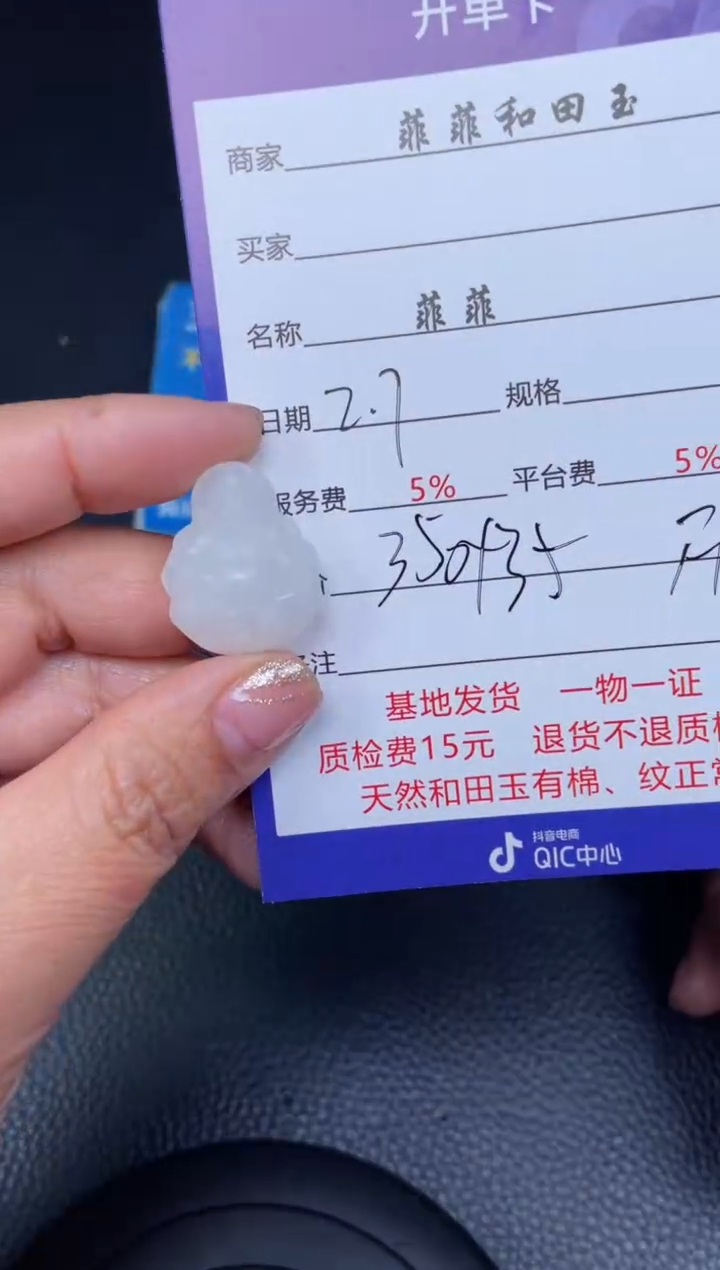 开单卡
商家 菲菲和田玉
买家
名称 菲菲
日期 2.7 规格
服务费 5% 平台费 5%
350435
注
基地发货 一物一证
质检费15元 退货不退质检
天然和田玉有棉、纹正常
抖音电商
QIC中心